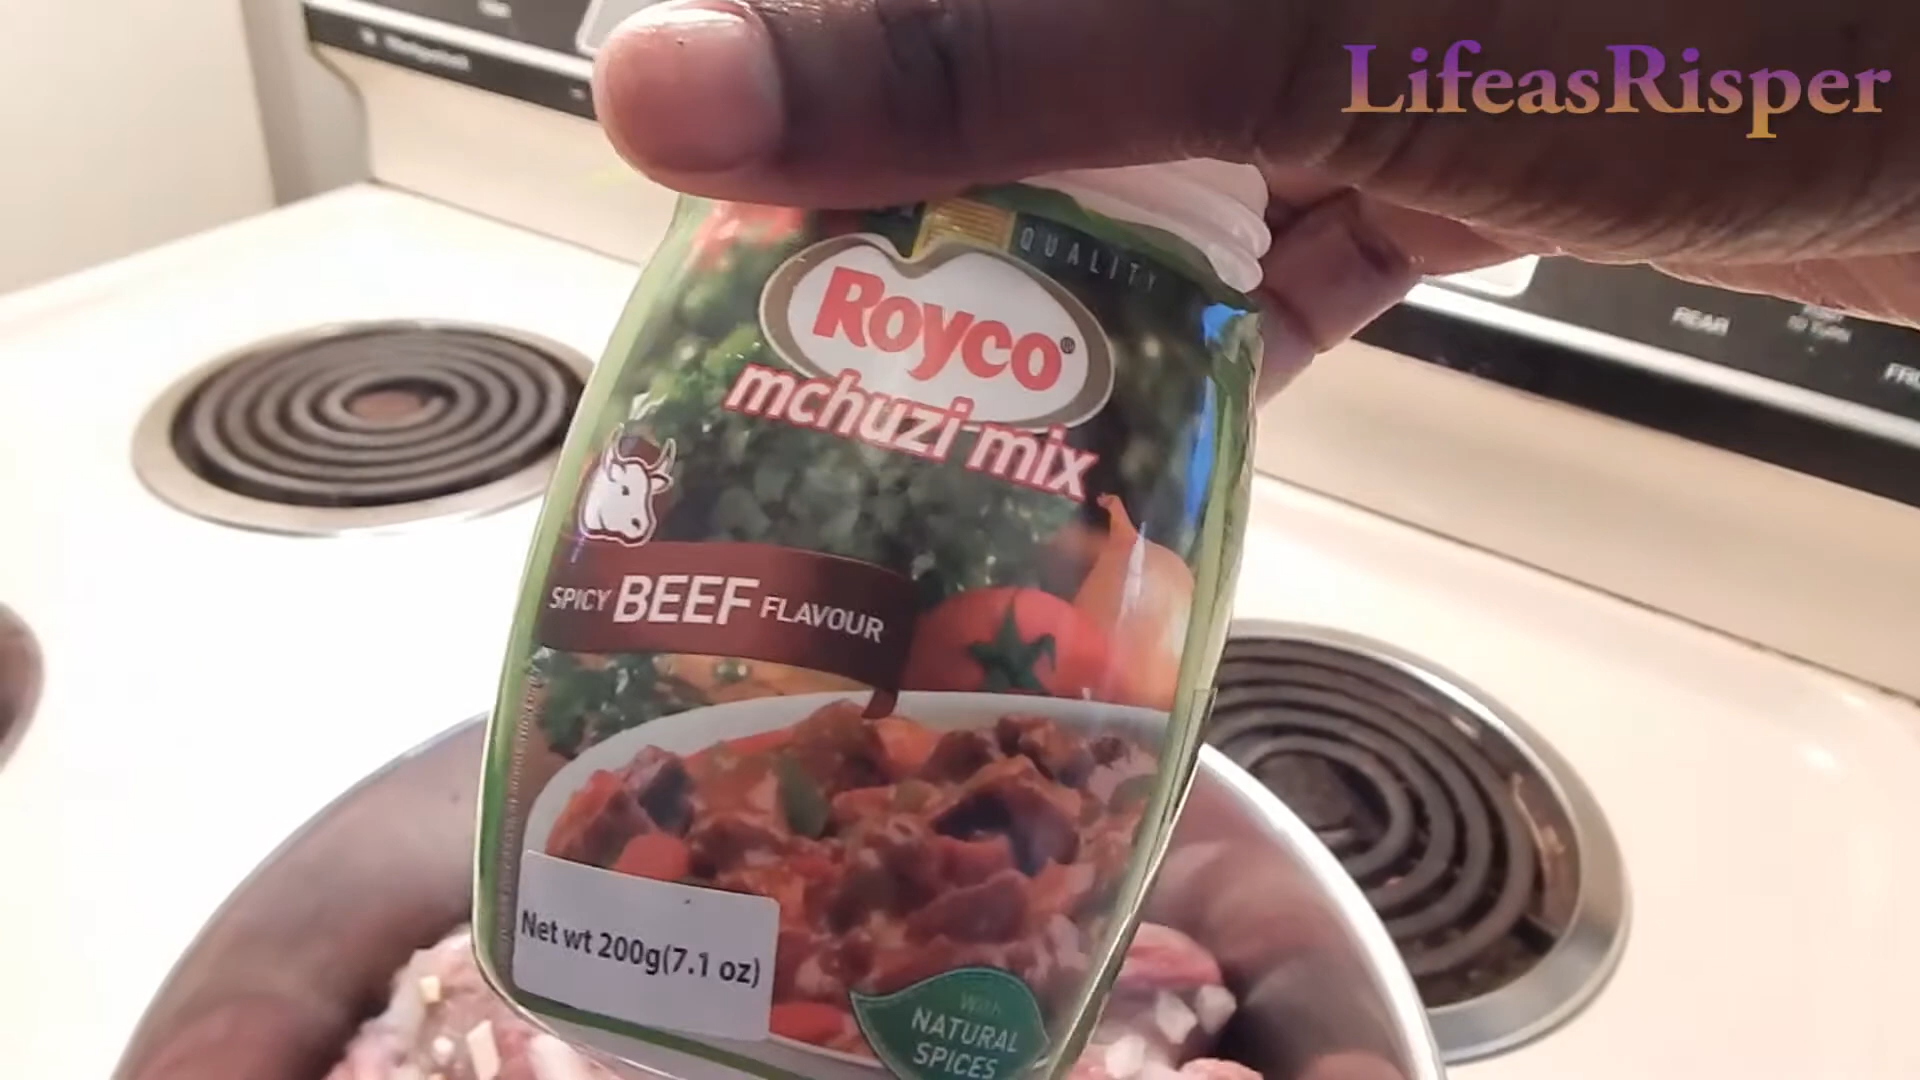 LifeasRisper
QUALITY
Royco®
mchuzi mix
SPICY BEEF FLAVOUR
Net wt 200g(7.1 oz)
With
NATURAL
SPICES
REAR